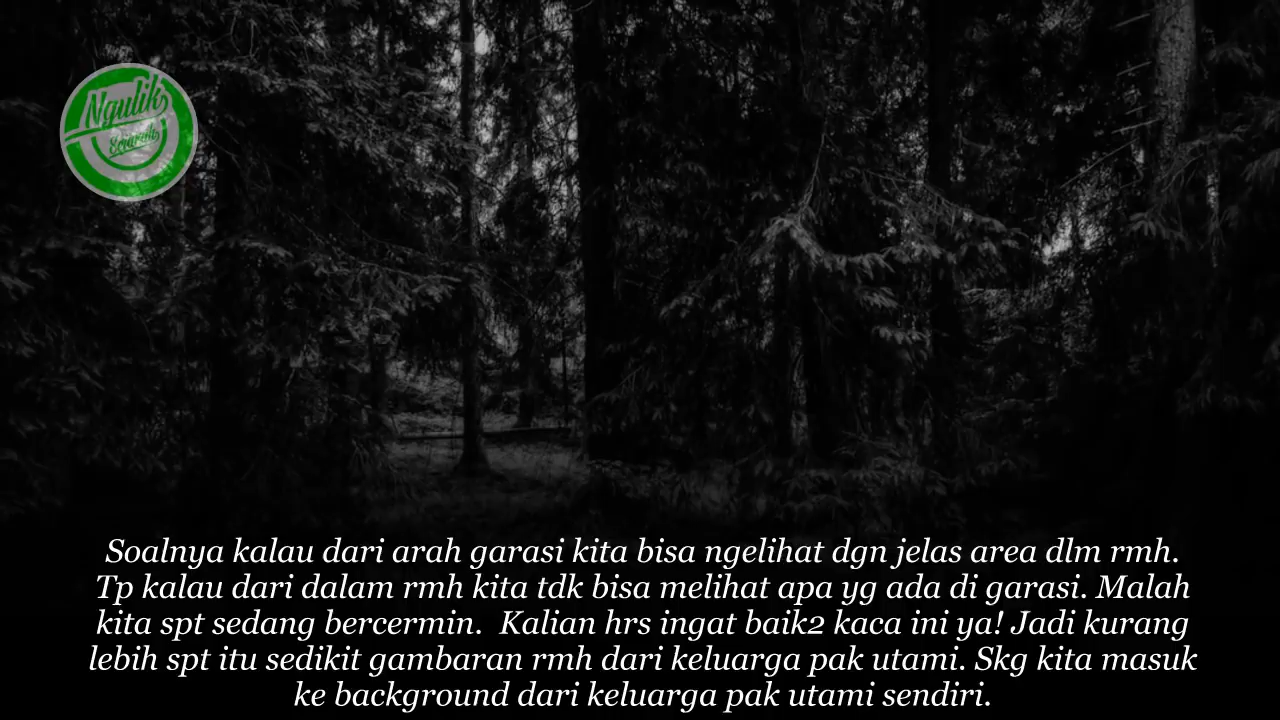 Ngulik
Soalnya kalau dari arah garasi kita bisa ngelihat dgn jelas area dlm rmh.
Tp kalau dari dalam rmh kita tdk bisa melihat apa yg ada di garasi. Malah
kita spt sedang bercermin.  Kalian hrs ingat baik2 kaca ini ya! Jadi kurang
lebih spt itu sedikit gambaran rmh dari keluarga pak utami. Skg kita masuk
ke background dari keluarga pak utami sendiri.